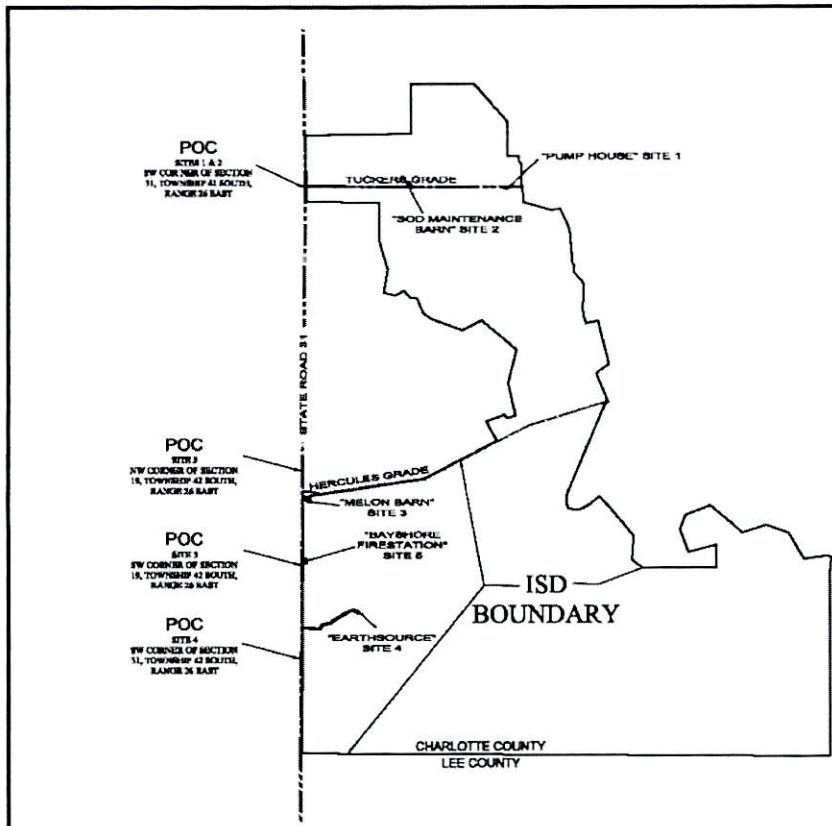 POC
SITES 1 & 2
SW CORNER OF SECTION
31, TOWNSHIP 41 SOUTH,
RANGE 26 EAST
"PUMP HOUSE" SITE 1
TUCKERS GRADE
"SOD MAINTENANCE
BARN" SITE 2
STATE ROAD 31
POC
NW CORNER OF SECTION
19, TOWNSHIP 42 SOUTH,
RANGE 26 EAST
HERCULES GRADE
"MELON BARN"
SITE 3
POC
SW CORNER OF SECTION
19, TOWNSHIP 42 SOUTH,
RANGE 26 EAST
"BAYSHORE
FIRESTATION"
SITE 5
ISD
BOUNDARY
POC
SITE 4
SW CORNER OF SECTION
31, TOWNSHIP 42 SOUTH,
RANGE 26 EAST
"EARTHSOURCE"
SITE 4
CHARLOTTE COUNTY
LEE COUNTY